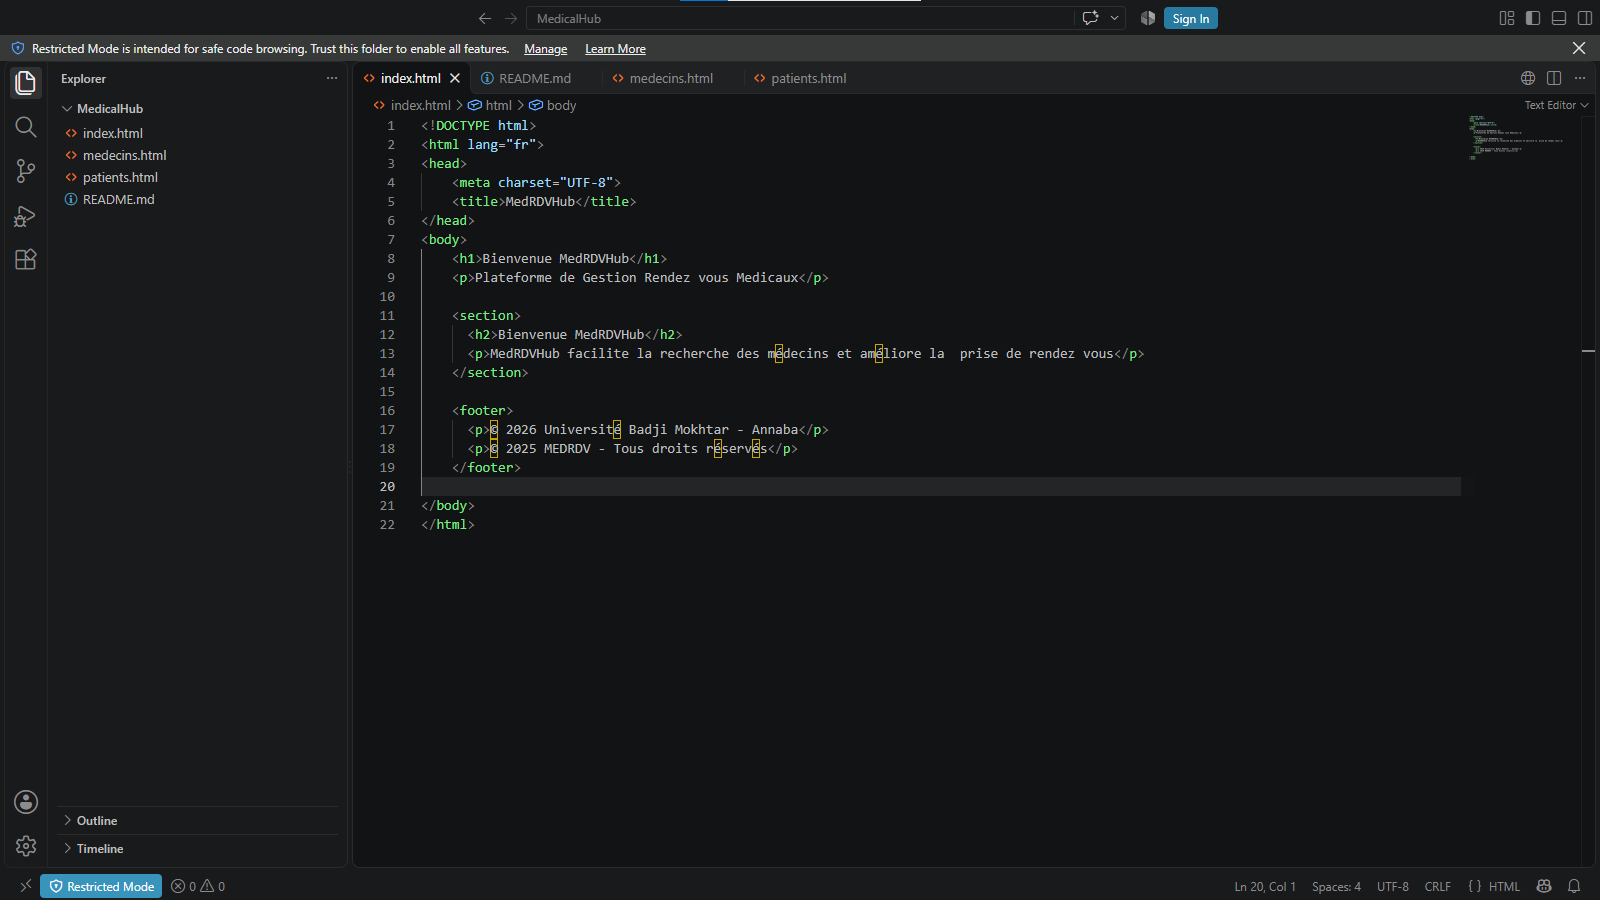 MedicalHub
Sign In
Restricted Mode is intended for safe code browsing. Trust this folder to enable all features. Manage Learn More
Explorer
index.html
README.md
medecins.html
patients.html
MedicalHub
index.html
medecins.html
patients.html
README.md
index.html > html > body
Text Editor
1 <!DOCTYPE html>
2 <html lang="fr">
3 <head>
4 <meta charset="UTF-8">
5 <title>MedRDVHub</title>
6 </head>
7 <body>
8 <h1>Bienvenue MedRDVHub</h1>
9 <p>Plateforme de Gestion Rendez vous Medicaux</p>
10
11 <section>
12 <h2>Bienvenue MedRDVHub</h2>
13 <p>MedRDVHub facilite la recherche des médecins et améliore la  prise de rendez vous</p>
14 </section>
15
16 <footer>
17 <p>© 2026 Université Badji Mokhtar - Annaba</p>
18 <p>© 2025 MEDRDV - Tous droits réservés</p>
19 </footer>
20
21 </body>
22 </html>
Outline
Timeline
Restricted Mode 0 0
Ln 20, Col 1 Spaces: 4 UTF-8 CRLF { } HTML